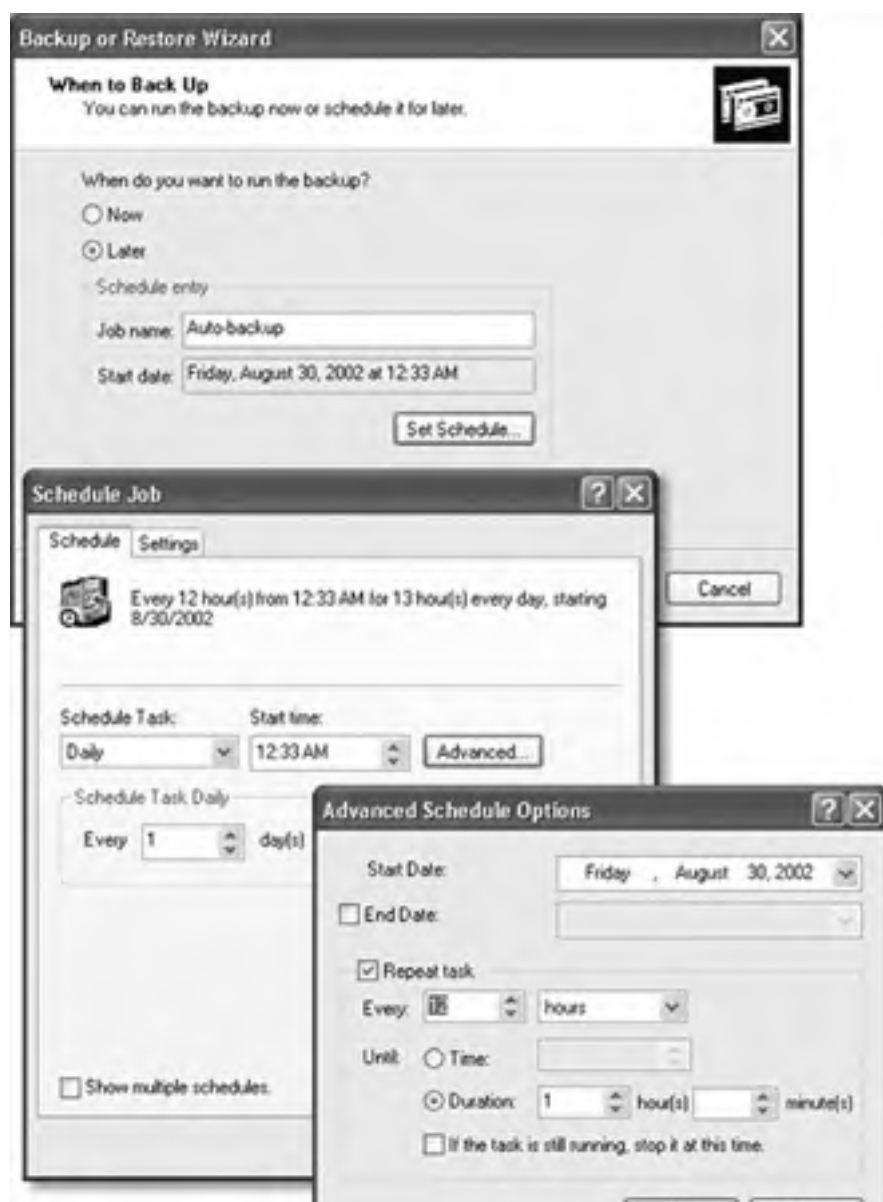 Backup or Restore Wizard
When to Back Up
You can run the backup now or schedule it for later.
When do you want to run the backup?
Now
Later
Schedule entry
Job name: Auto-backup
Start date: Friday, August 30, 2002 at 12:33 AM
Set Schedule...
Cancel
Schedule Job
Schedule Settings
Every 12 hour(s) from 12:33 AM for 13 hour(s) every day, starting
8/30/2002
Schedule Task: Start time:
Daily 12:33 AM Advanced...
Schedule Task Daily
Every 1 day(s)
Show multiple schedules.
Advanced Schedule Options
Start Date: Friday , August 30, 2002
End Date:
Repeat task
Every: hours
Until: Time:
Duration: 1 hour(s) minute(s)
If the task is still running, stop it at this time.